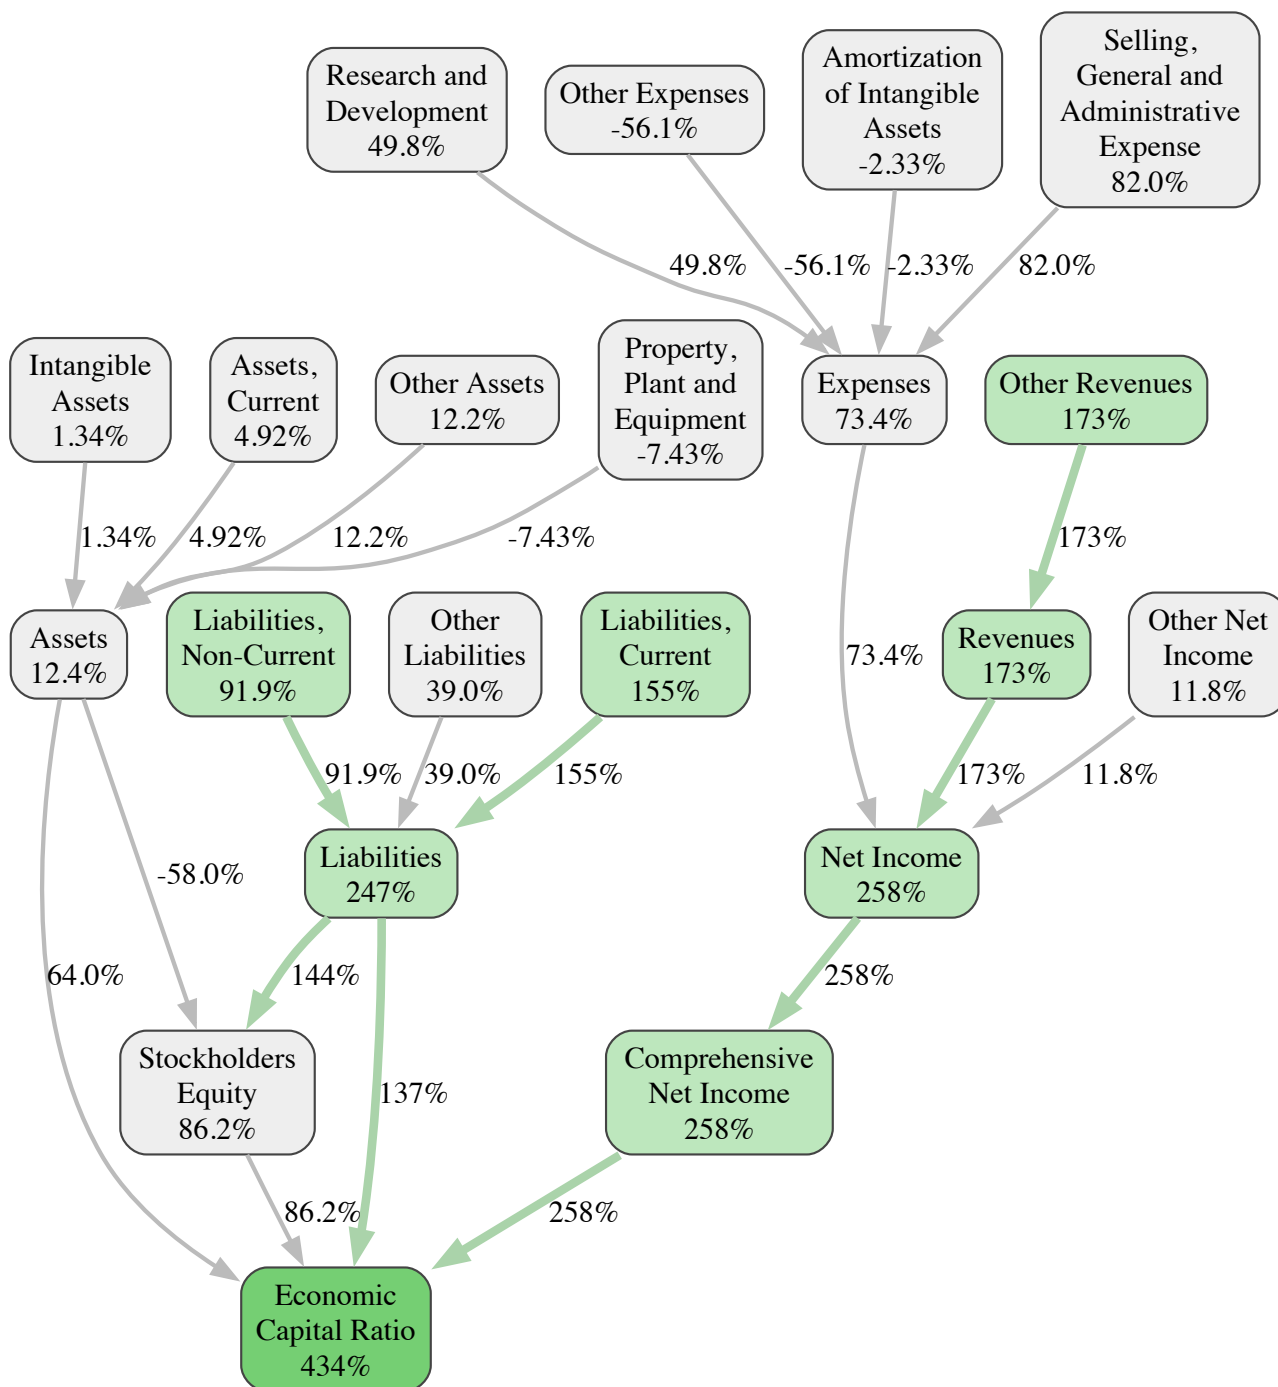 Research and
Development
49.8%
Other Expenses
-56.1%
Amortization
of Intangible
Assets
-2.33%
Selling,
General and
Administrative
Expense
82.0%
49.8%
-56.1%
-2.33%
82.0%
Intangible
Assets
1.34%
Assets,
Current
4.92%
Other Assets
12.2%
Property,
Plant and
Equipment
-7.43%
Expenses
73.4%
Other Revenues
173%
1.34%
4.92%
12.2%
-7.43%
173%
Assets
12.4%
Liabilities,
Non-Current
91.9%
Other
Liabilities
39.0%
Liabilities,
Current
155%
73.4%
Revenues
173%
Other Net
Income
11.8%
91.9%
39.0%
155%
173%
11.8%
-58.0%
Liabilities
247%
Net Income
258%
64.0%
144%
258%
Stockholders
Equity
86.2%
137%
Comprehensive
Net Income
258%
86.2%
258%
Economic
Capital Ratio
434%